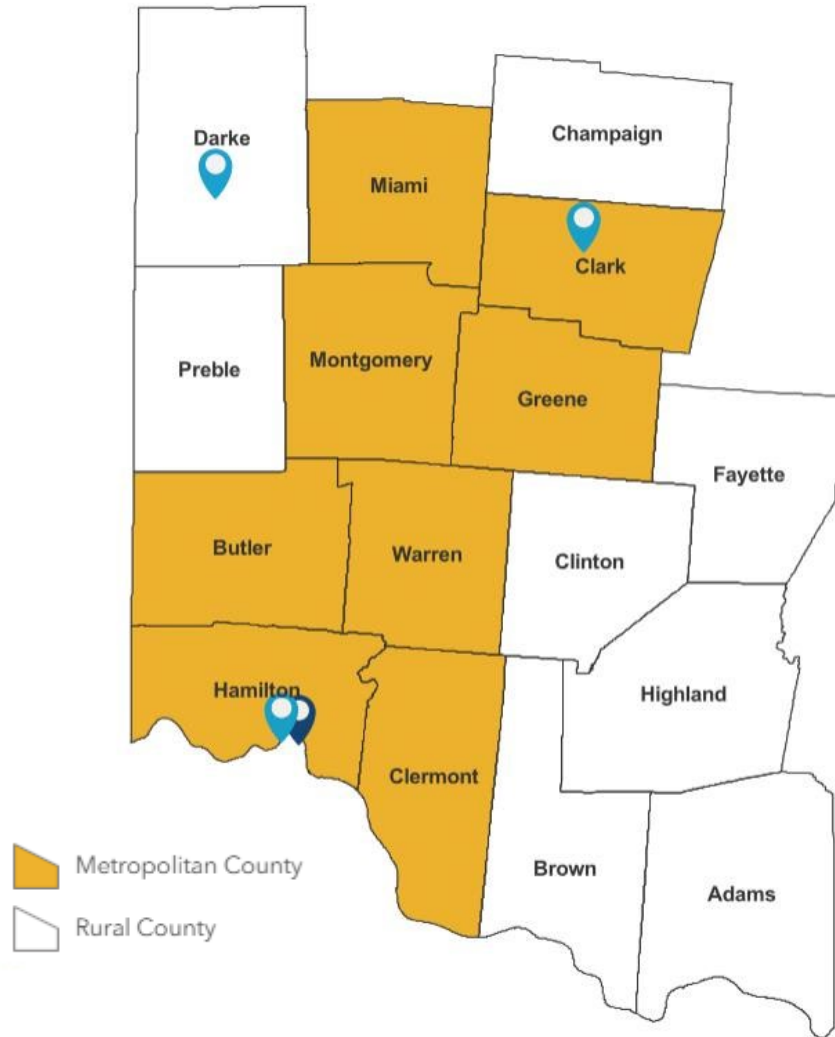 Darke
Champaign
Miami
Clark
Montgomery
Preble
Greene
Fayette
Butler
Warren
Clinton
Hamilton
Highland
Clermont
Metropolitan County
Brown
Adams
Rural County